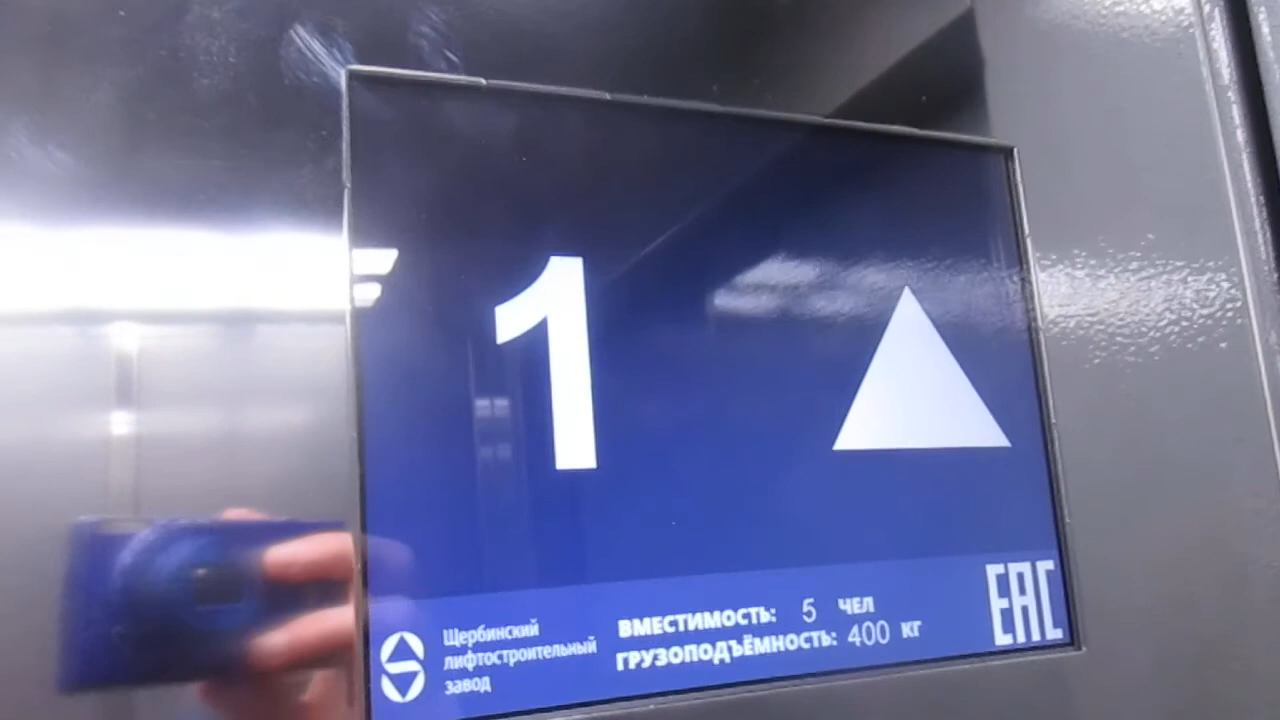 1
Щербинский
лифтостроительный
завод
ВМЕСТИМОСТЬ: 5 ЧЕЛ
ГРУЗОПОДЪЁМНОСТЬ: 400 кг
EAC